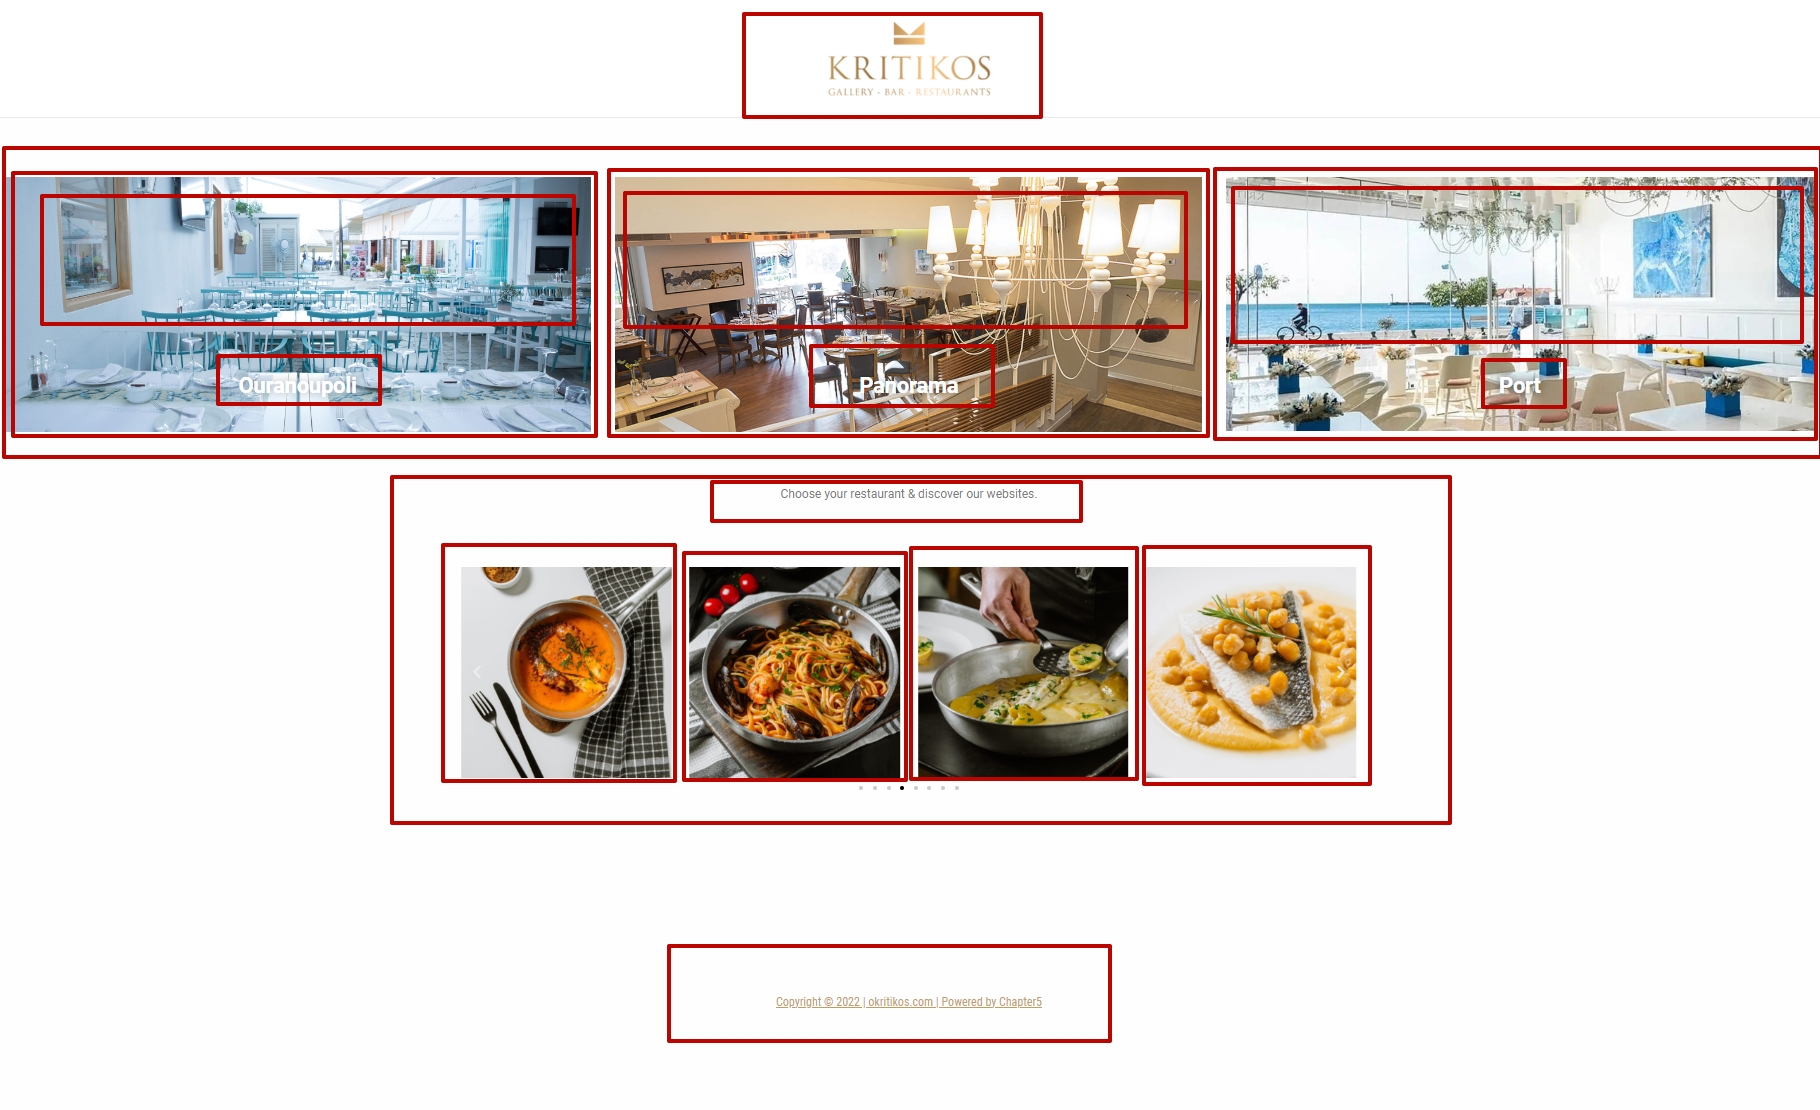 KRITIKOS
GALLERY - BAR - RESTAURANTS
Ouranoupoli
Panorama
Port
Choose your restaurant & discover our websites.
Copyright © 2022 | okritikos.com | Powered by Chapter5